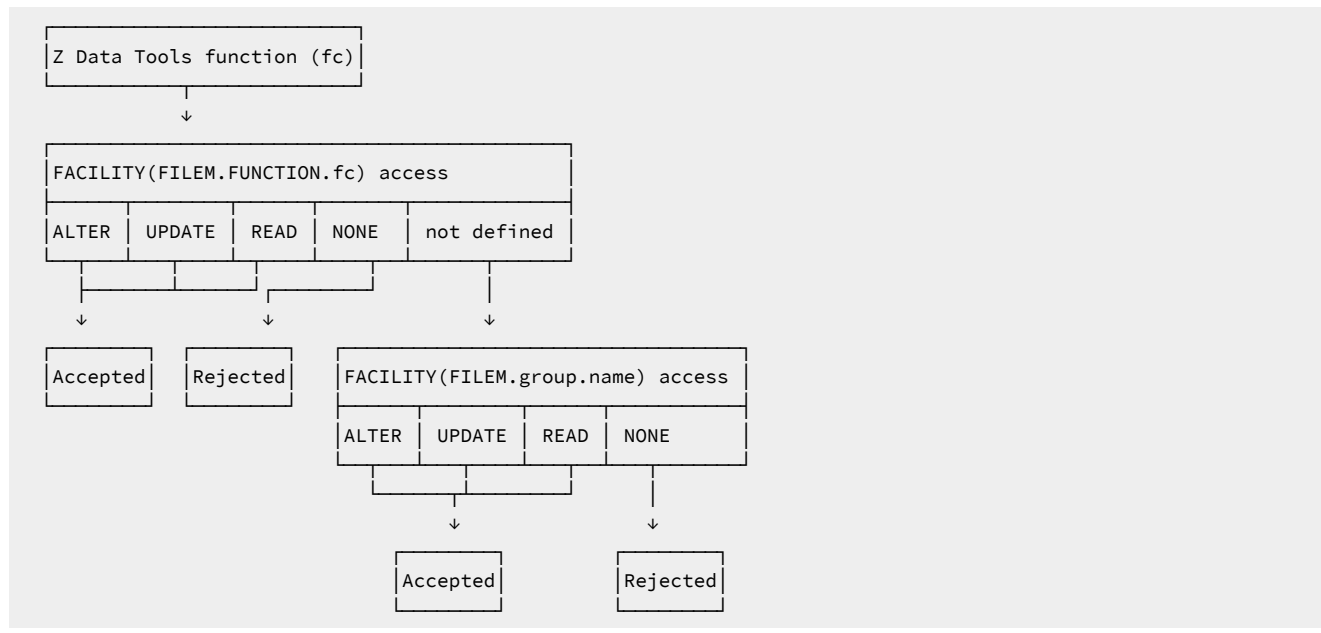 Z Data Tools function (fc)
FACILITY(FILEM.FUNCTION.fc) access
ALTER UPDATE READ NONE not defined
Accepted Rejected FACILITY(FILEM.group.name) access
ALTER UPDATE READ NONE
Accepted Rejected